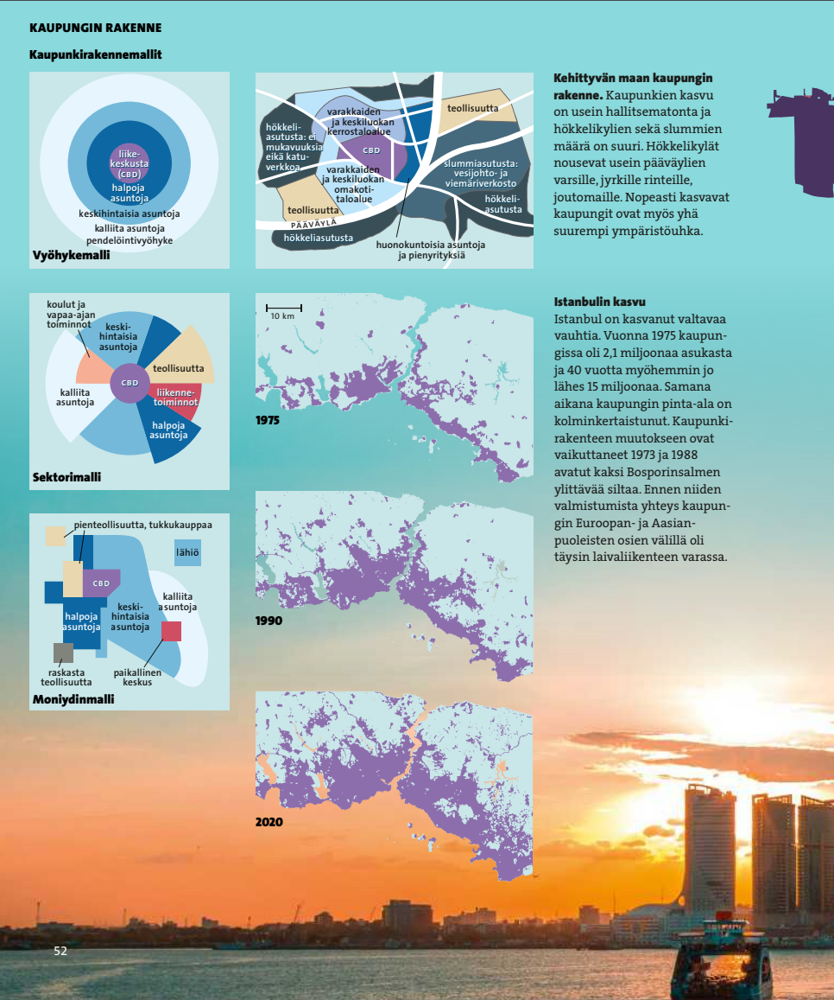 KAUPUNGIN RAKENNE
Kaupunkirakennemallit
liike-
keskusta
(CBD)
halpoja
asuntoja
keskihintaisia asuntoja
kalliita asuntoja
pendelöintivyöhyke
Vyöhykemalli
varakkaiden
ja keskiluokan
kerrostaloalue
hökkeli-
asutusta: ei
mukavuuksia
eikä katu-
verkkoa
CBD
varakkaiden
ja keskiluokan
omakoti-
taloalue
teollisuutta
teollisuutta
PÄÄVÄYLÄ
hökkeliasutusta
slummiasutusta:
vesijohto- ja
viemäriverkosto
hökkeli-
asutusta
huonokuntoisia asuntoja
ja pienyrityksiä
Kehittyvän maan kaupungin
rakenne. Kaupunkien kasvu
on usein hallitsematonta ja
hökkelikylien sekä slummien
määrä on suuri. Hökkelikylät
nousevat usein pääväylien
varsille, jyrkille rinteille,
joutomaille. Nopeasti kasvavat
kaupungit ovat myös yhä
suurempi ympäristöuhka.
koulut ja
vapaa-ajan
toiminnot
keski-
hintaisia
asuntoja
teollisuutta
CBD
kalliita
asuntoja
liikenne-
toiminnot
halpoja
asuntoja
Sektorimalli
pienteollisuutta, tukkukauppaa
lähiö
CBD
kalliita
asuntoja
keski-
hintaisia
asuntoja
halpoja
asuntoja
raskasta
teollisuutta
paikallinen
keskus
Moniydinmalli
10 km
1975
1990
2020
Istanbulin kasvu
Istanbul on kasvanut valtavaa
vauhtia. Vuonna 1975 kaupun-
gissa oli 2,1 miljoonaa asukasta
ja 40 vuotta myöhemmin jo
lähes 15 miljoonaa. Samana
aikana kaupungin pinta-ala on
kolminkertaistunut. Kaupunki-
rakenteen muutokseen ovat
vaikuttaneet 1973 ja 1988
avatut kaksi Bosporinsalmen
ylittävää siltaa. Ennen niiden
valmistumista yhteys kaupun-
gin Euroopan- ja Aasian-
puoleisten osien välillä oli
täysin laivaliikenteen varassa.
52